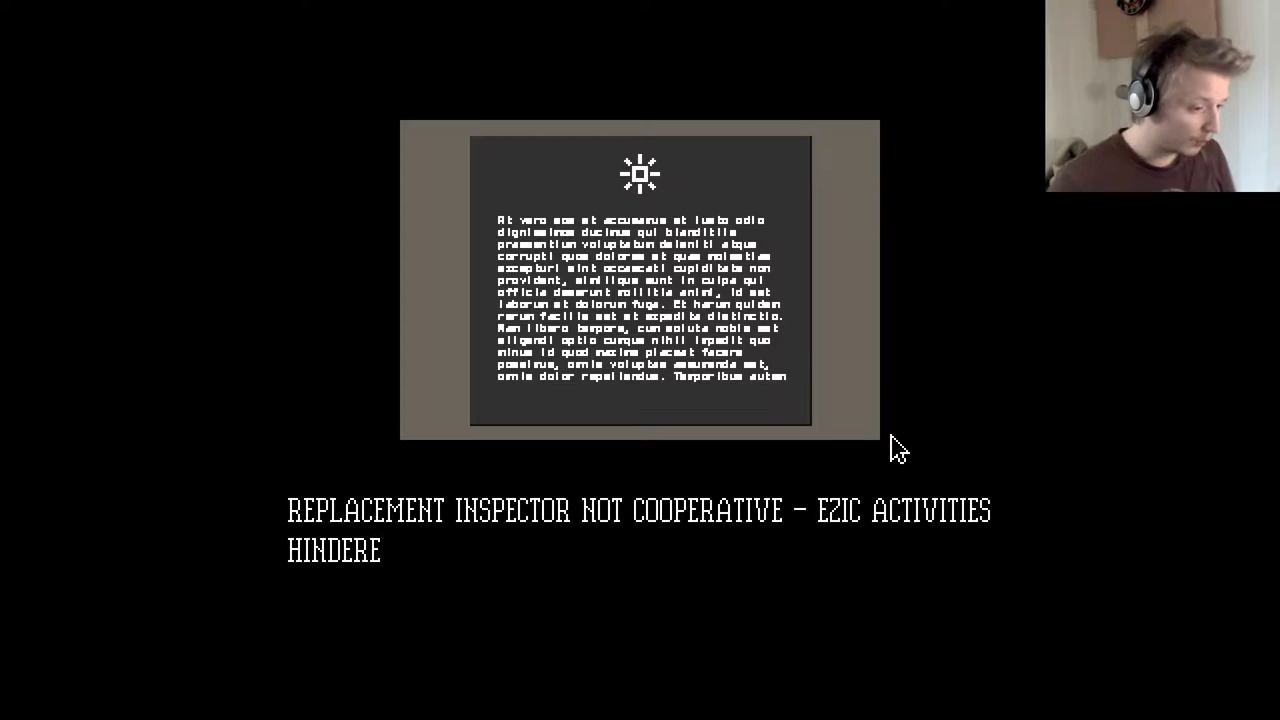 At vero eos et accusamus et iusto odio
dignissimos ducimus qui blanditiis
praesentium voluptatum deleniti atque
corrupti quos dolores et quas molestias
excepturi sint occaecati cupiditate non
provident, similique sunt in culpa qui
officia deserunt mollitia animi, id est
laborum et dolorum fuga. Et harum quidem
rerum facilis est et expedita distinctio.
Nam libero tempore, cum soluta nobis est
eligendi optio cumque nihil impedit quo
minus id quod maxime placeat facere
possimus, omnis voluptas assumenda est,
omnis dolor repellendus. Temporibus autem
REPLACEMENT INSPECTOR NOT COOPERATIVE - EZIC ACTIVITIES
HINDERE